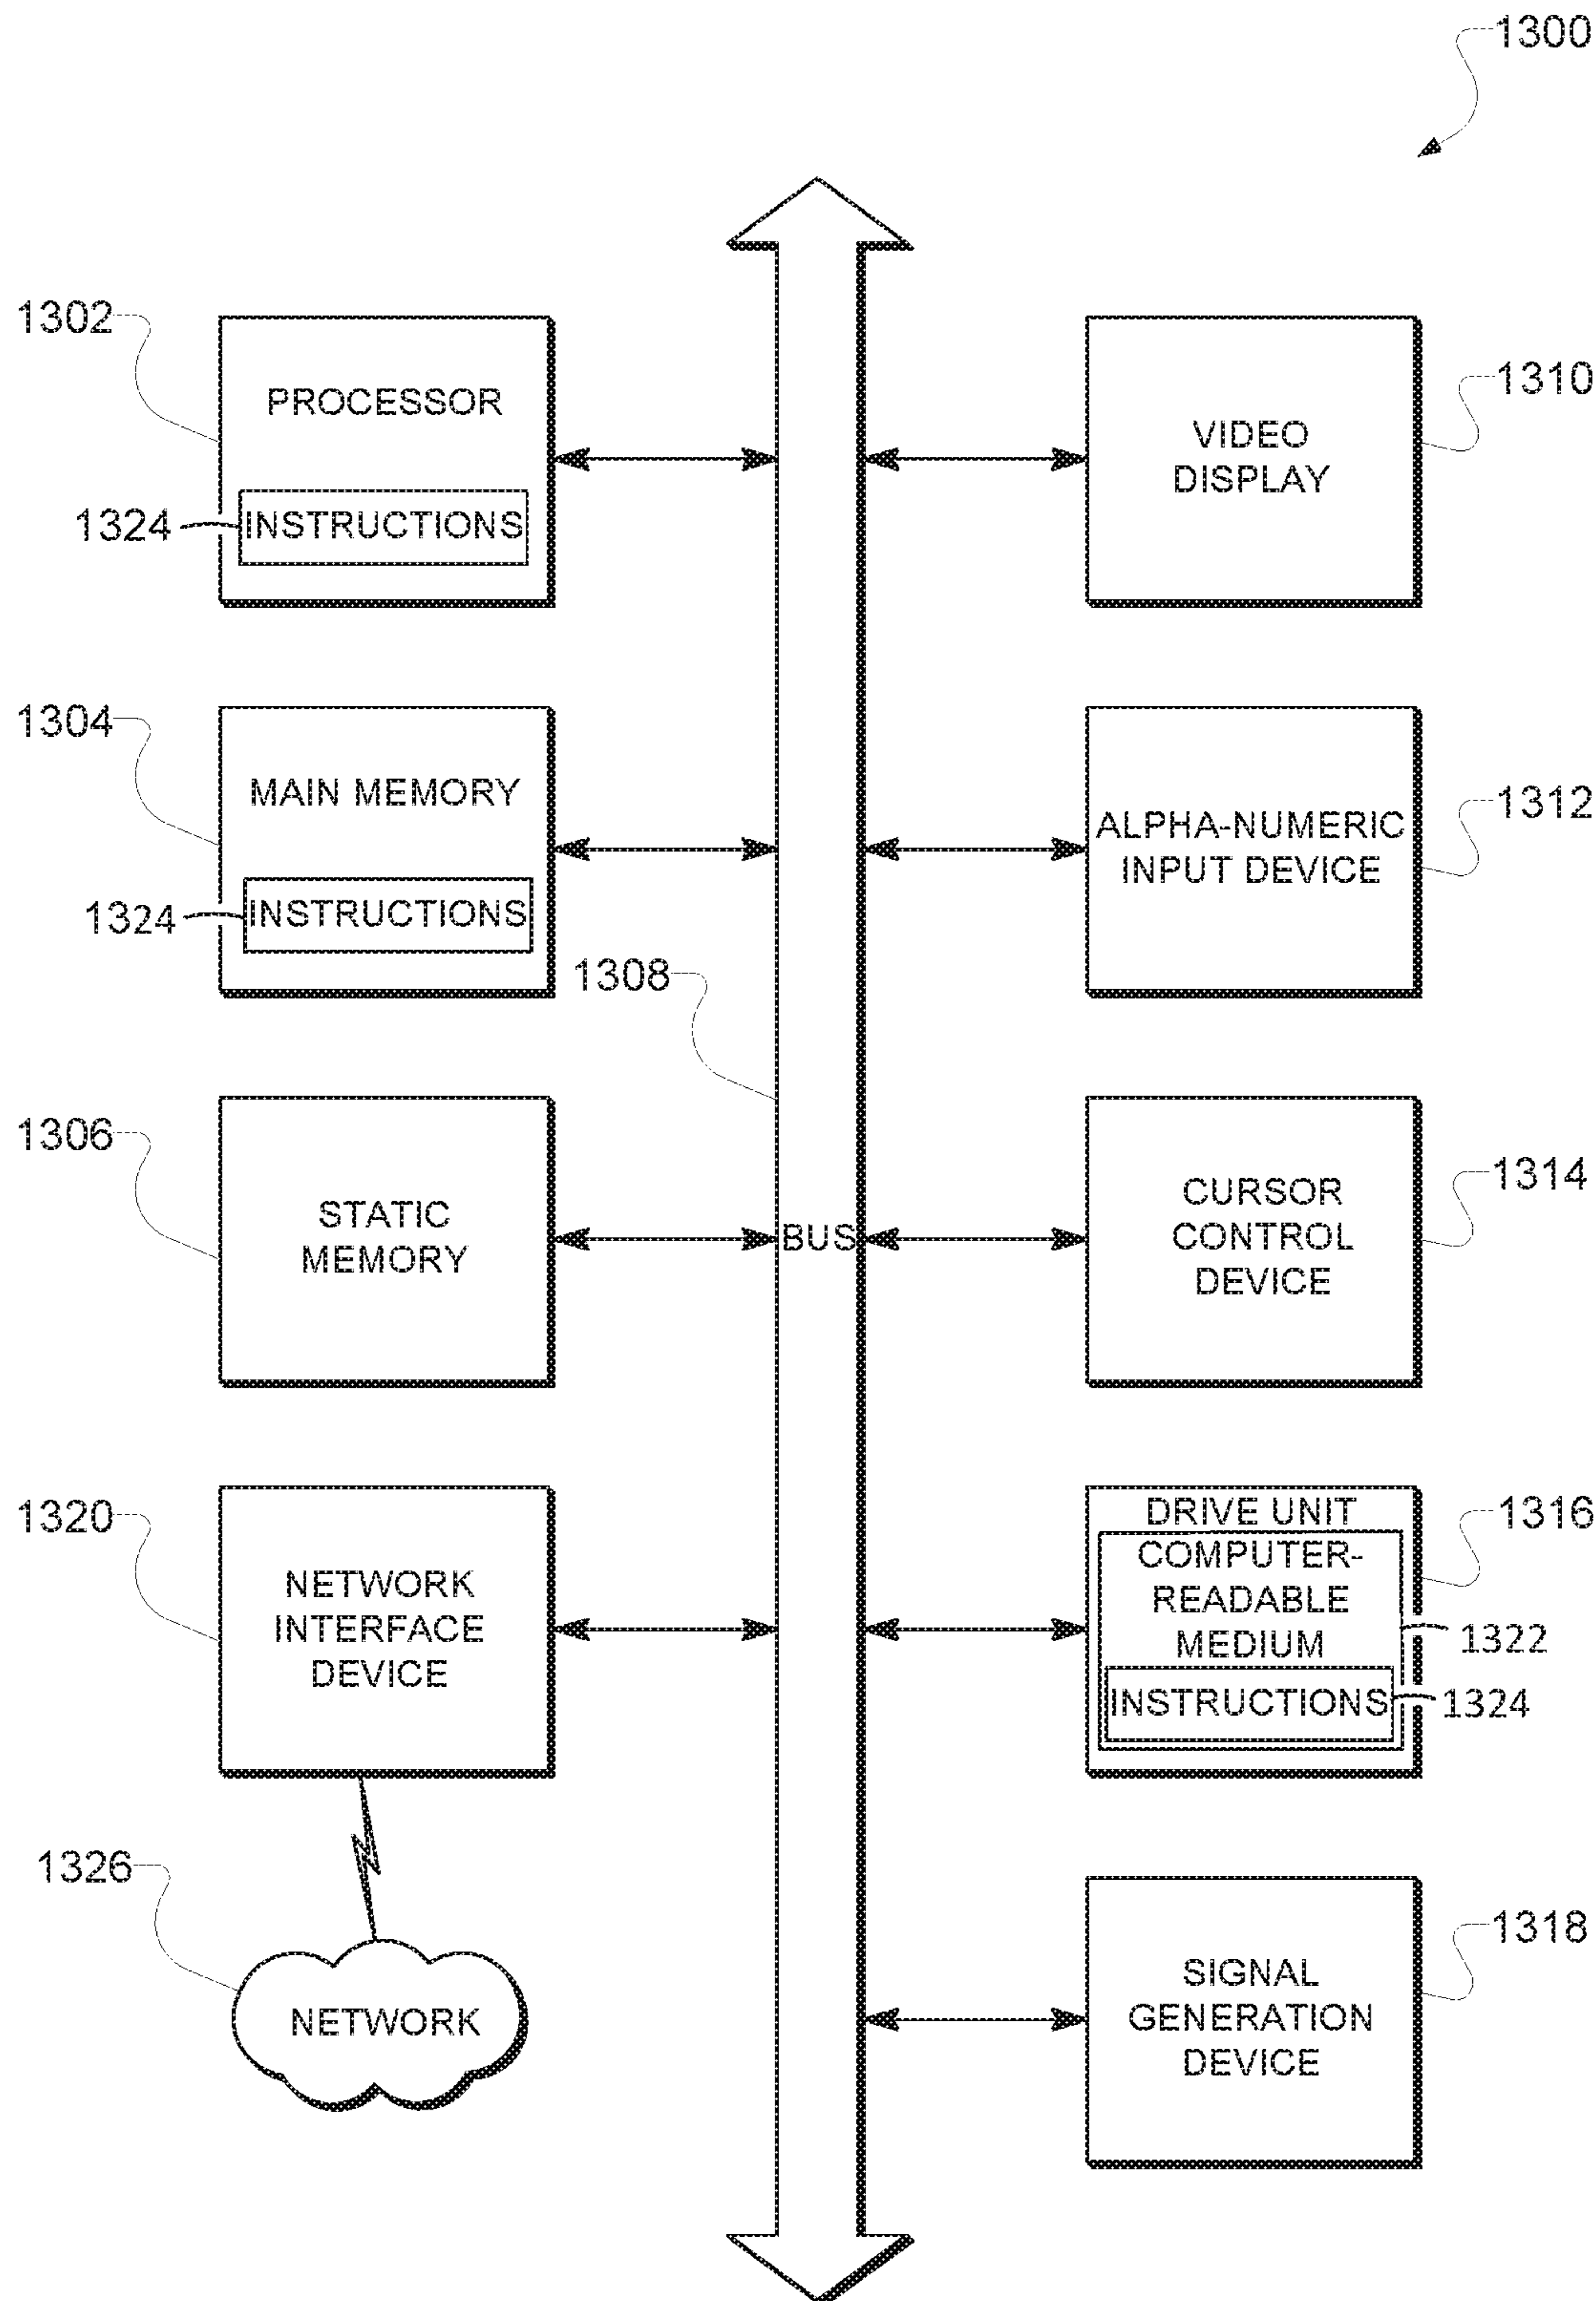 1300
1302
PROCESSOR
1324
INSTRUCTIONS
1310
VIDEO
DISPLAY
1304
MAIN MEMORY
1324
INSTRUCTIONS
1312
ALPHA-NUMERIC
INPUT DEVICE
1308
1306
STATIC
MEMORY
BUS
1314
CURSOR
CONTROL
DEVICE
1320
NETWORK
INTERFACE
DEVICE
1316
DRIVE UNIT
COMPUTER-
READABLE
MEDIUM
1322
INSTRUCTIONS
1324
1326
NETWORK
1318
SIGNAL
GENERATION
DEVICE